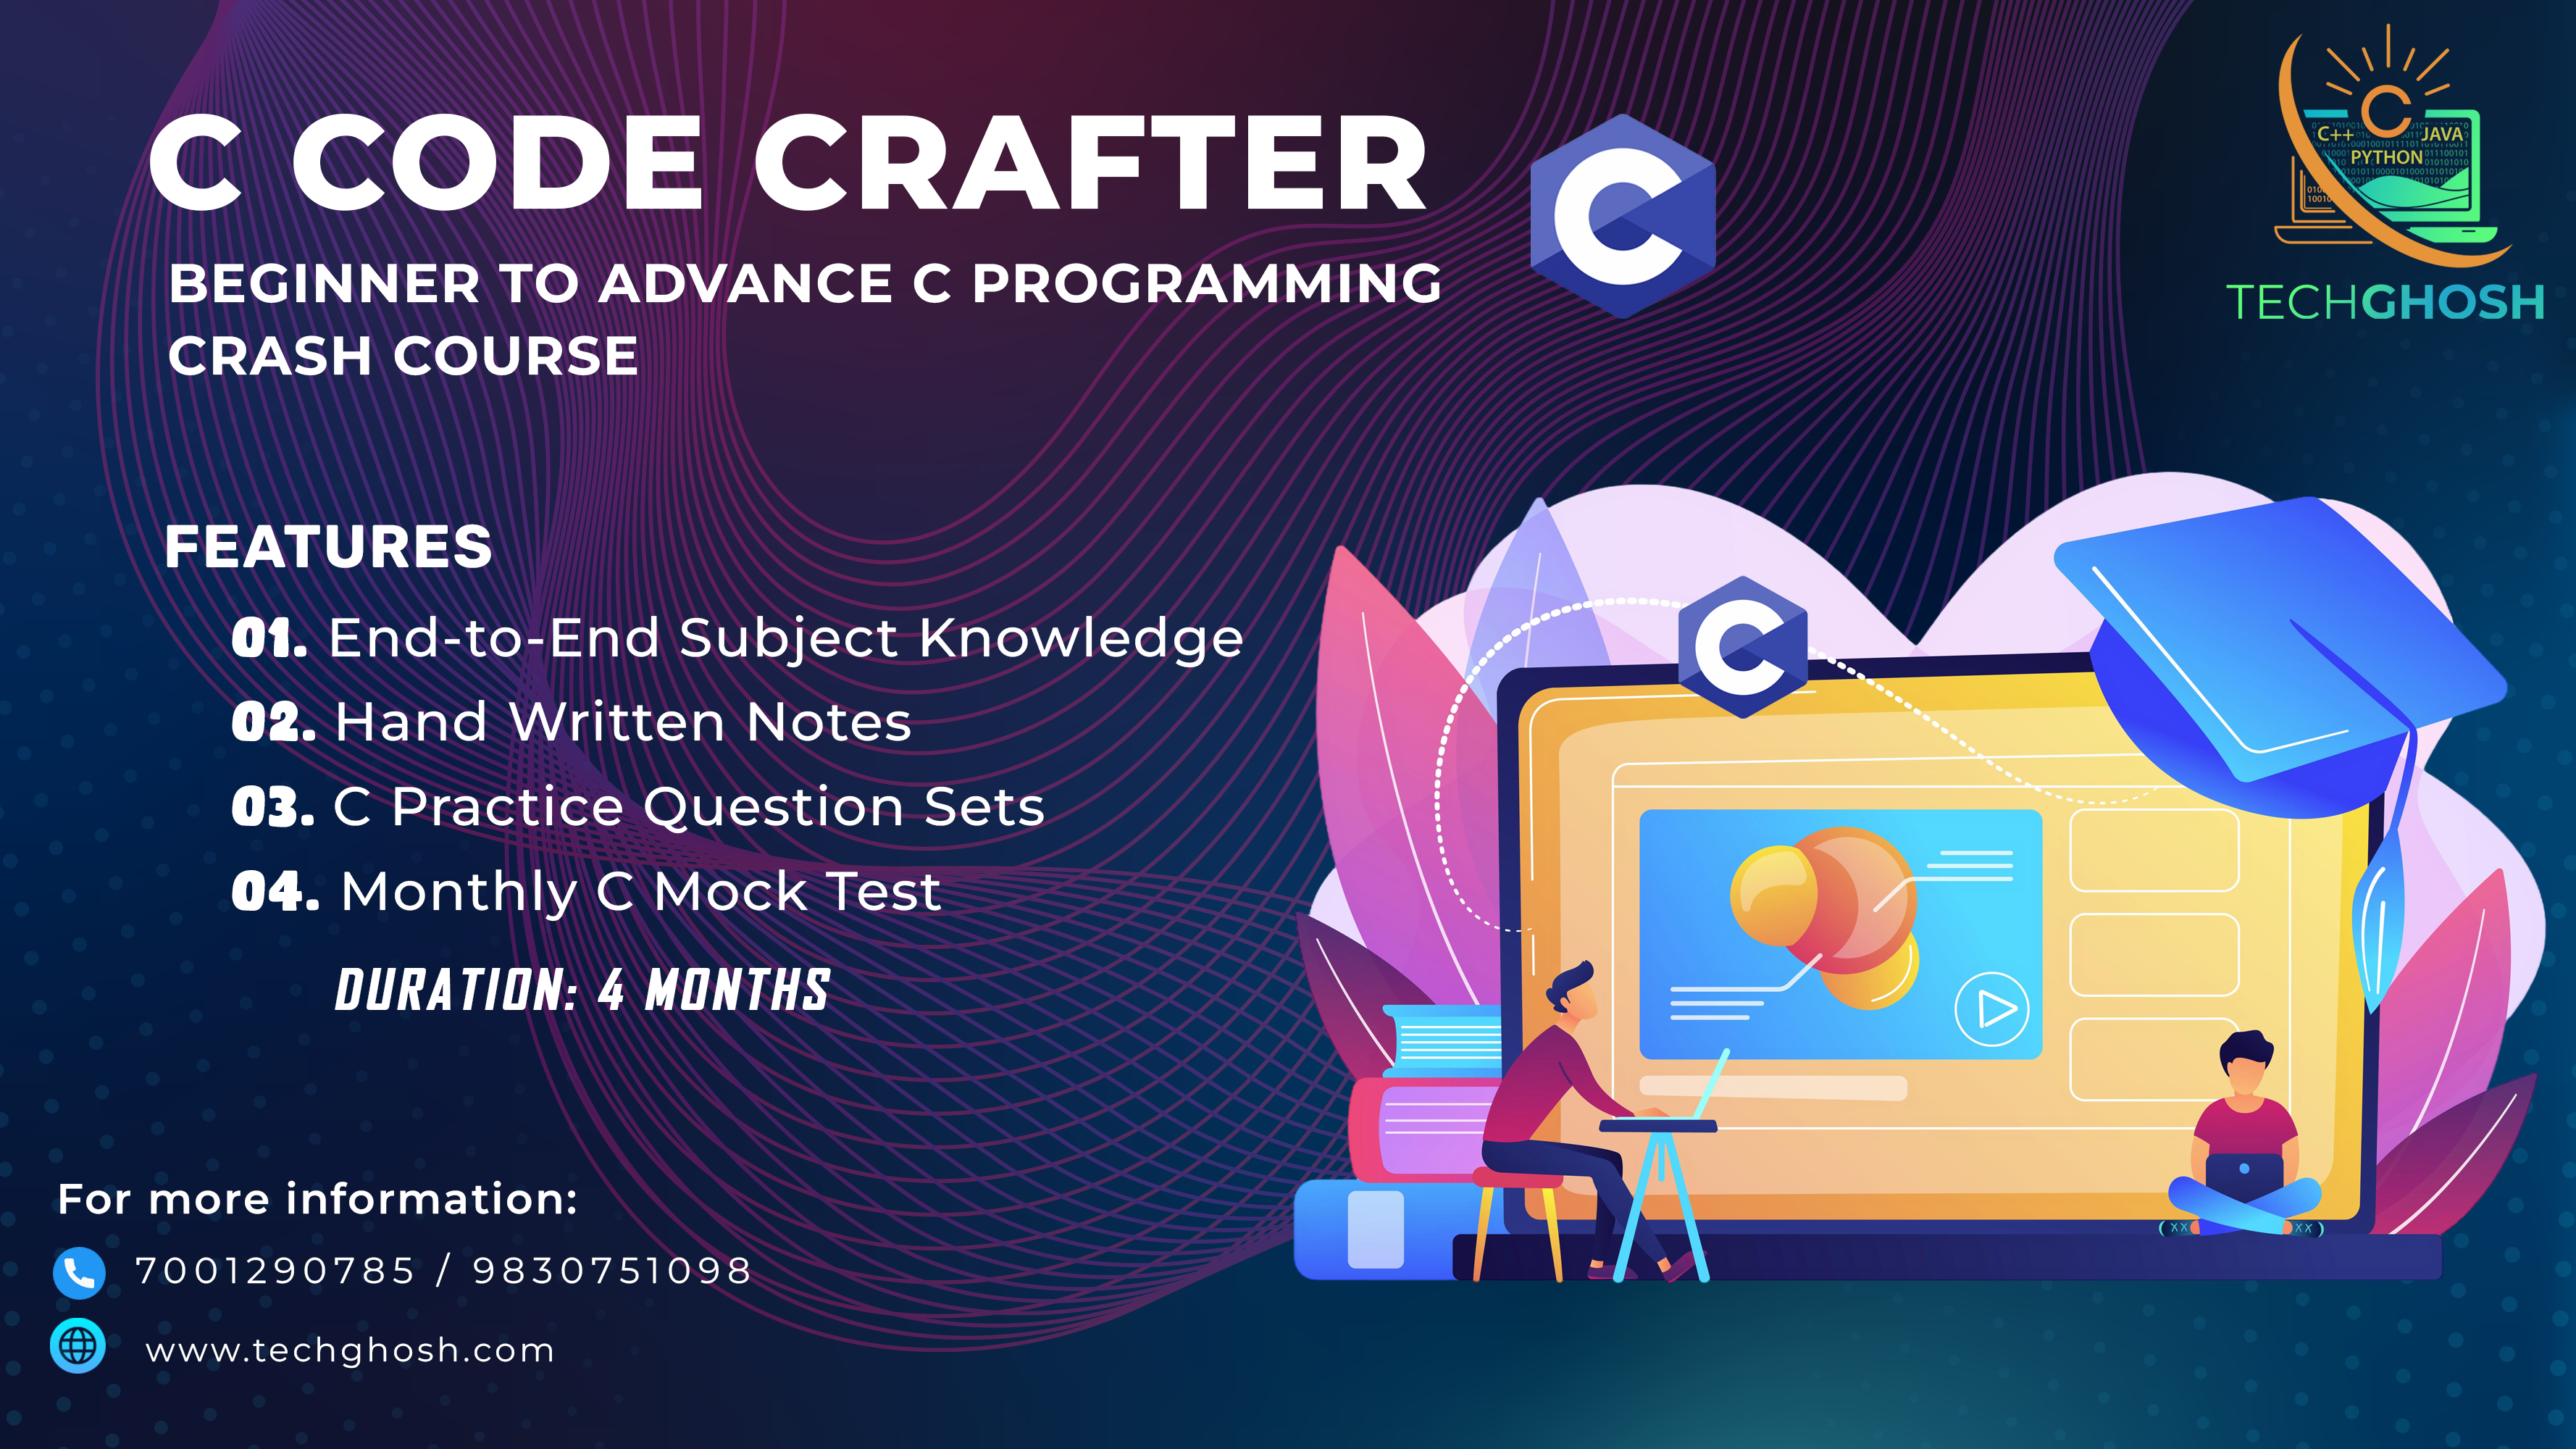 C CODE CRAFTER
BEGINNER TO ADVANCE C PROGRAMMING
CRASH COURSE
C
C
C++
JAVA
PYTHON
TECHGHOSH
FEATURES
01. End-to-End Subject Knowledge
02. Hand Written Notes
03. C Practice Question Sets
04. Monthly C Mock Test
DURATION: 4 MONTHS
C
For more information:
7001290785 / 9830751098
www.techghosh.com